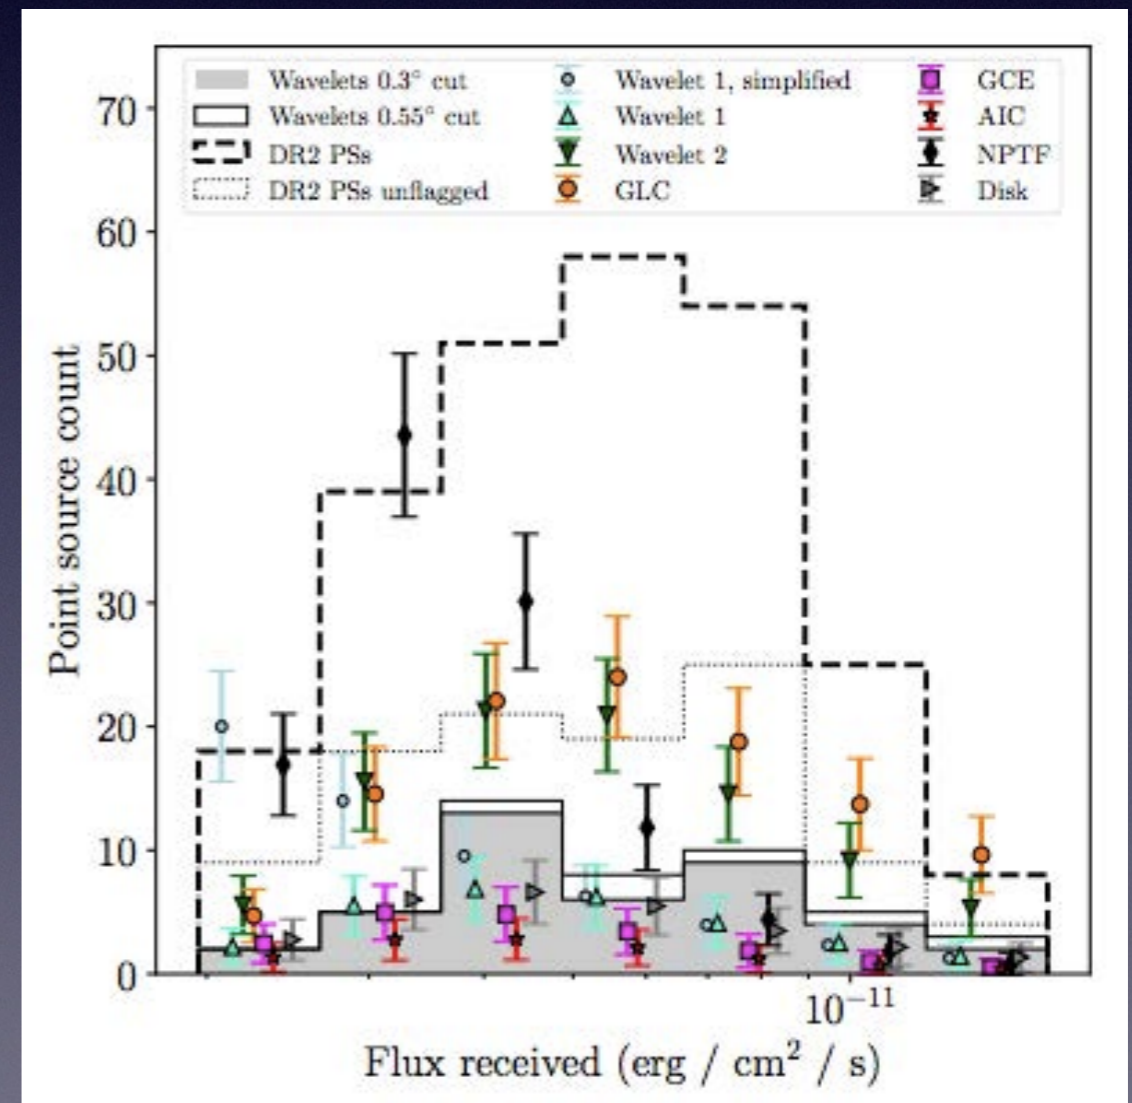 Wavelets 0.3° cut
Wavelets 0.55° cut
DR2 PSs
DR2 PSs unflagged
Wavelet 1, simplified
Wavelet 1
Wavelet 2
GLC
GCE
AIC
NPTF
Disk
Point source count
70
60
50
40
30
20
10
0
10⁻¹¹
Flux received (erg / cm² / s)